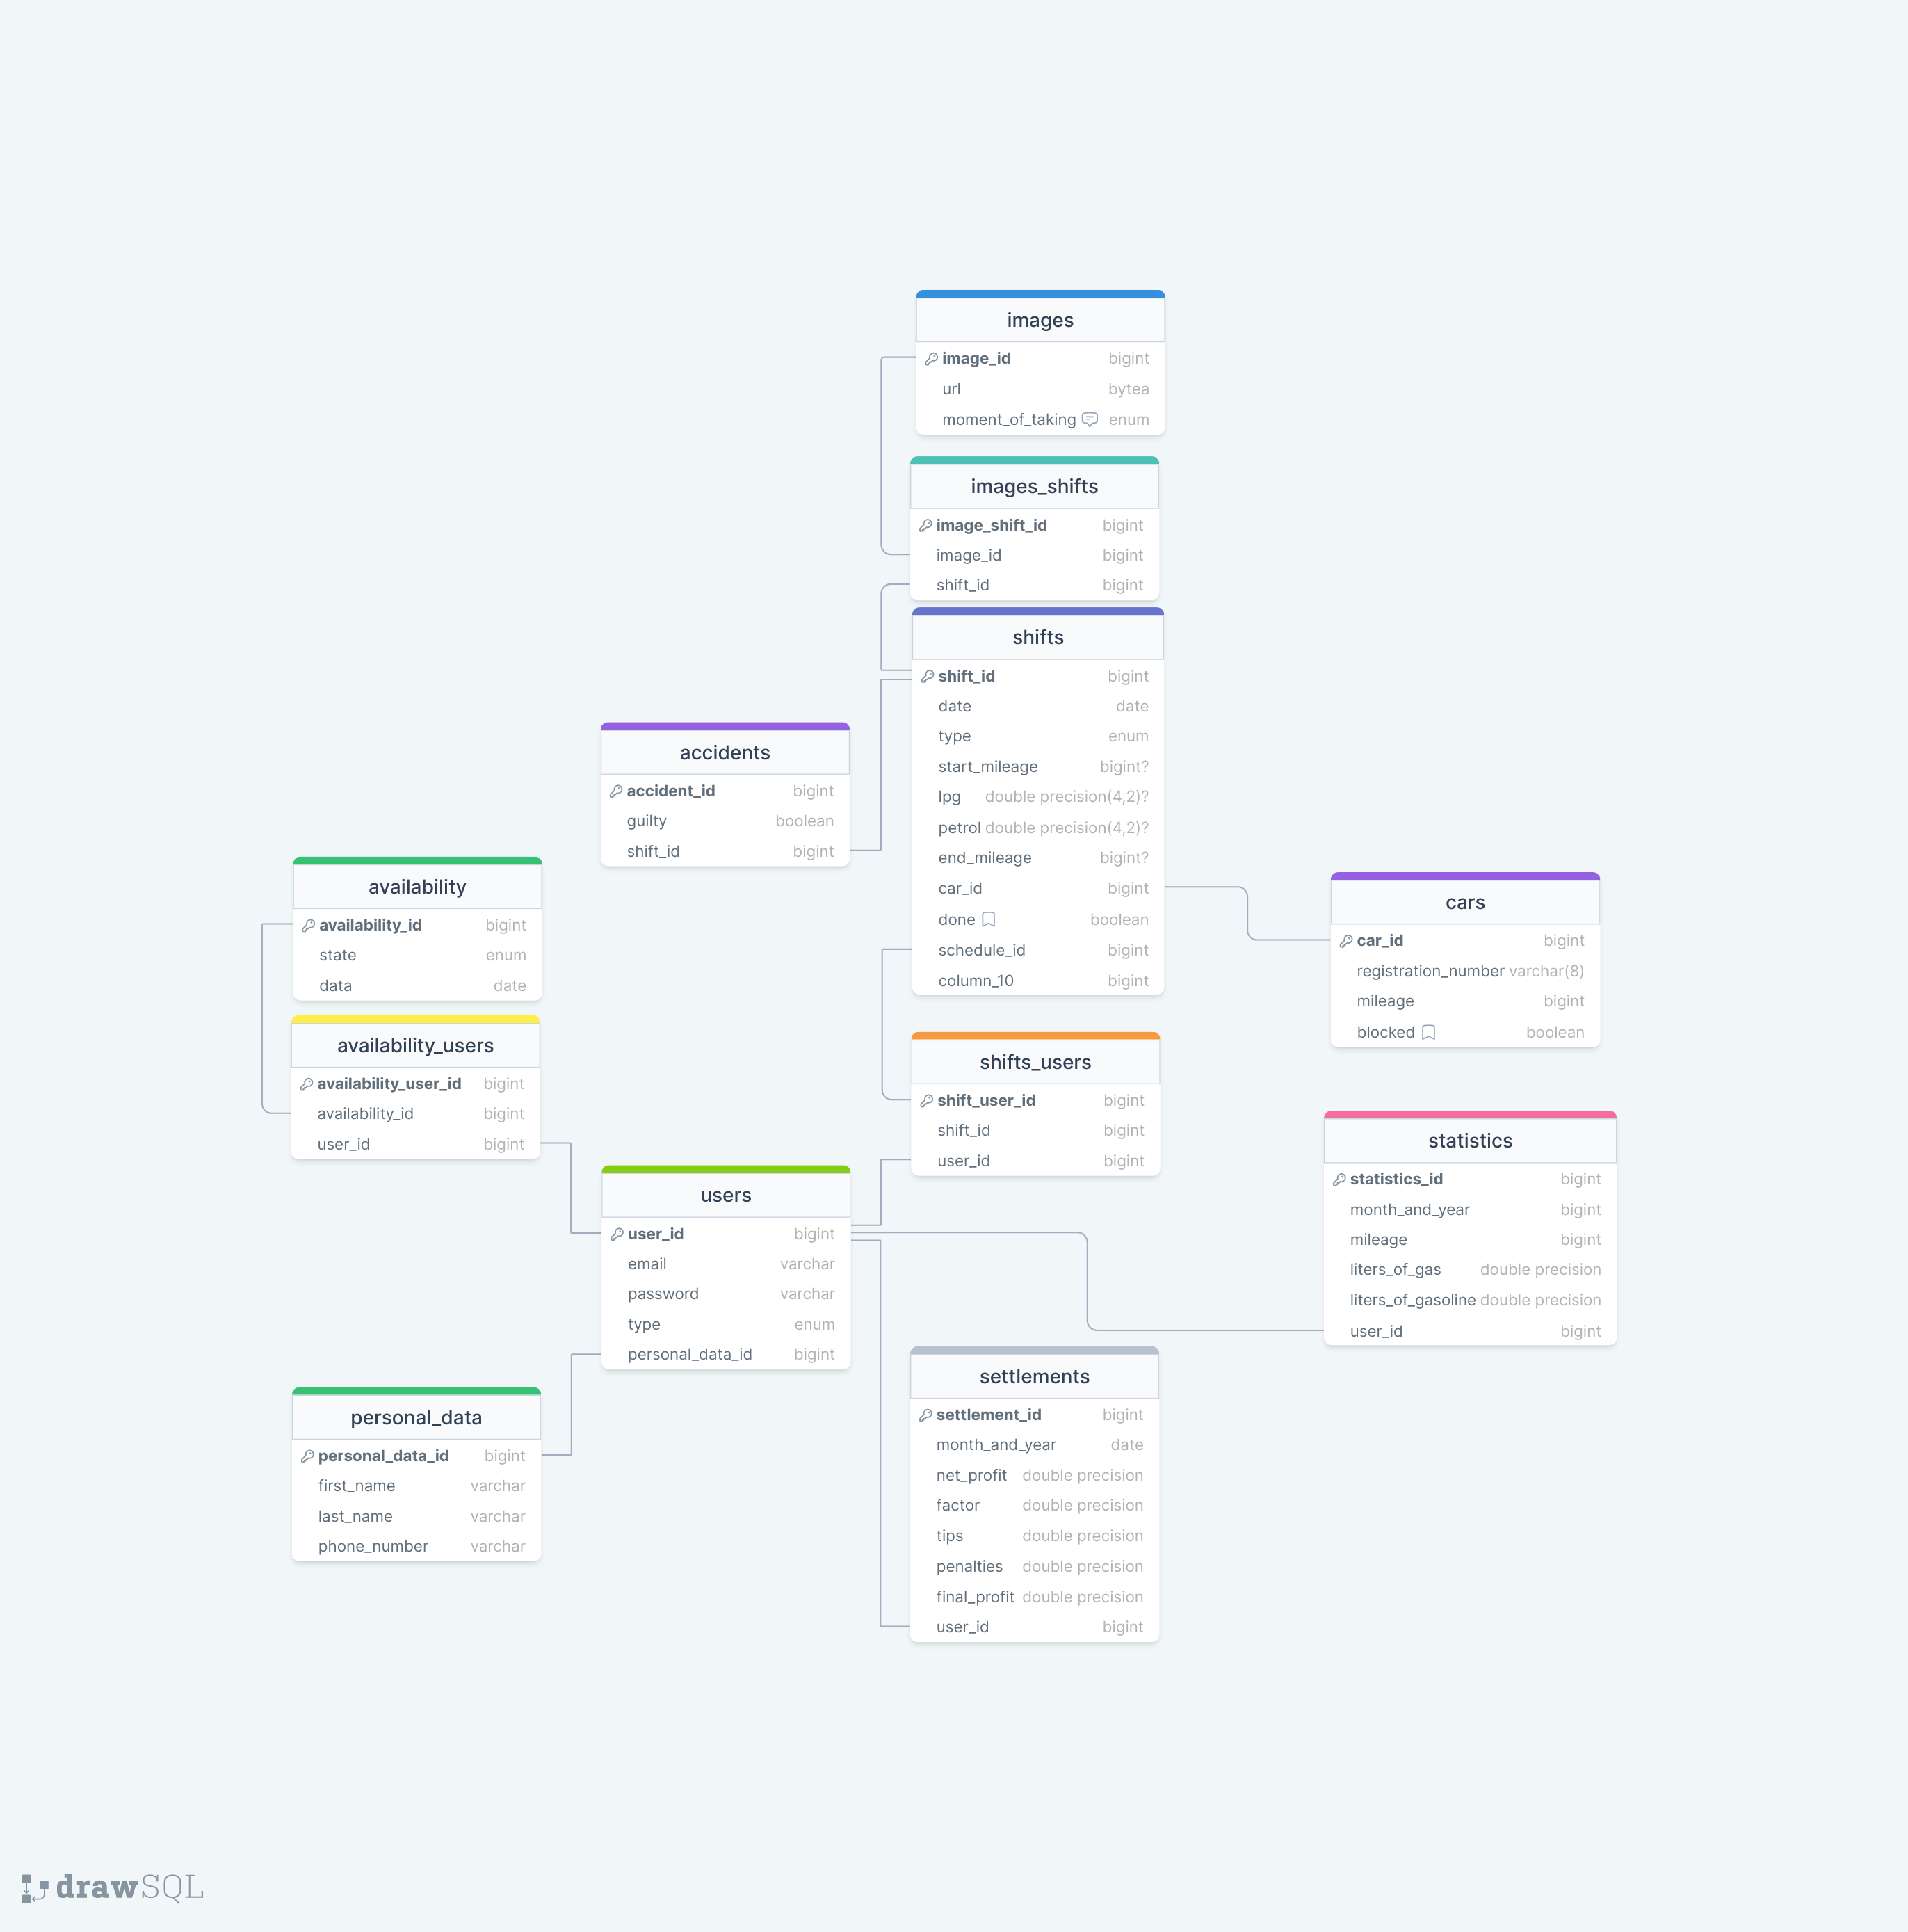 images
image_id bigint
url bytea
moment_of_taking enum
images_shifts
image_shift_id bigint
image_id bigint
shift_id bigint
shifts
shift_id bigint
date date
type enum
start_mileage bigint?
lpg double precision(4,2)?
petrol double precision(4,2)?
end_mileage bigint?
car_id bigint
done boolean
schedule_id bigint
column_10 bigint
accidents
accident_id bigint
guilty boolean
shift_id bigint
availability
availability_id bigint
state enum
data date
cars
car_id bigint
registration_number varchar(8)
mileage bigint
blocked boolean
availability_users
availability_user_id bigint
availability_id bigint
user_id bigint
shifts_users
shift_user_id bigint
shift_id bigint
user_id bigint
statistics
statistics_id bigint
month_and_year bigint
mileage bigint
liters_of_gas double precision
liters_of_gasoline double precision
user_id bigint
users
user_id bigint
email varchar
password varchar
type enum
personal_data_id bigint
settlements
settlement_id bigint
month_and_year date
net_profit double precision
factor double precision
tips double precision
penalties double precision
final_profit double precision
user_id bigint
personal_data
personal_data_id bigint
first_name varchar
last_name varchar
phone_number varchar
drawSQL